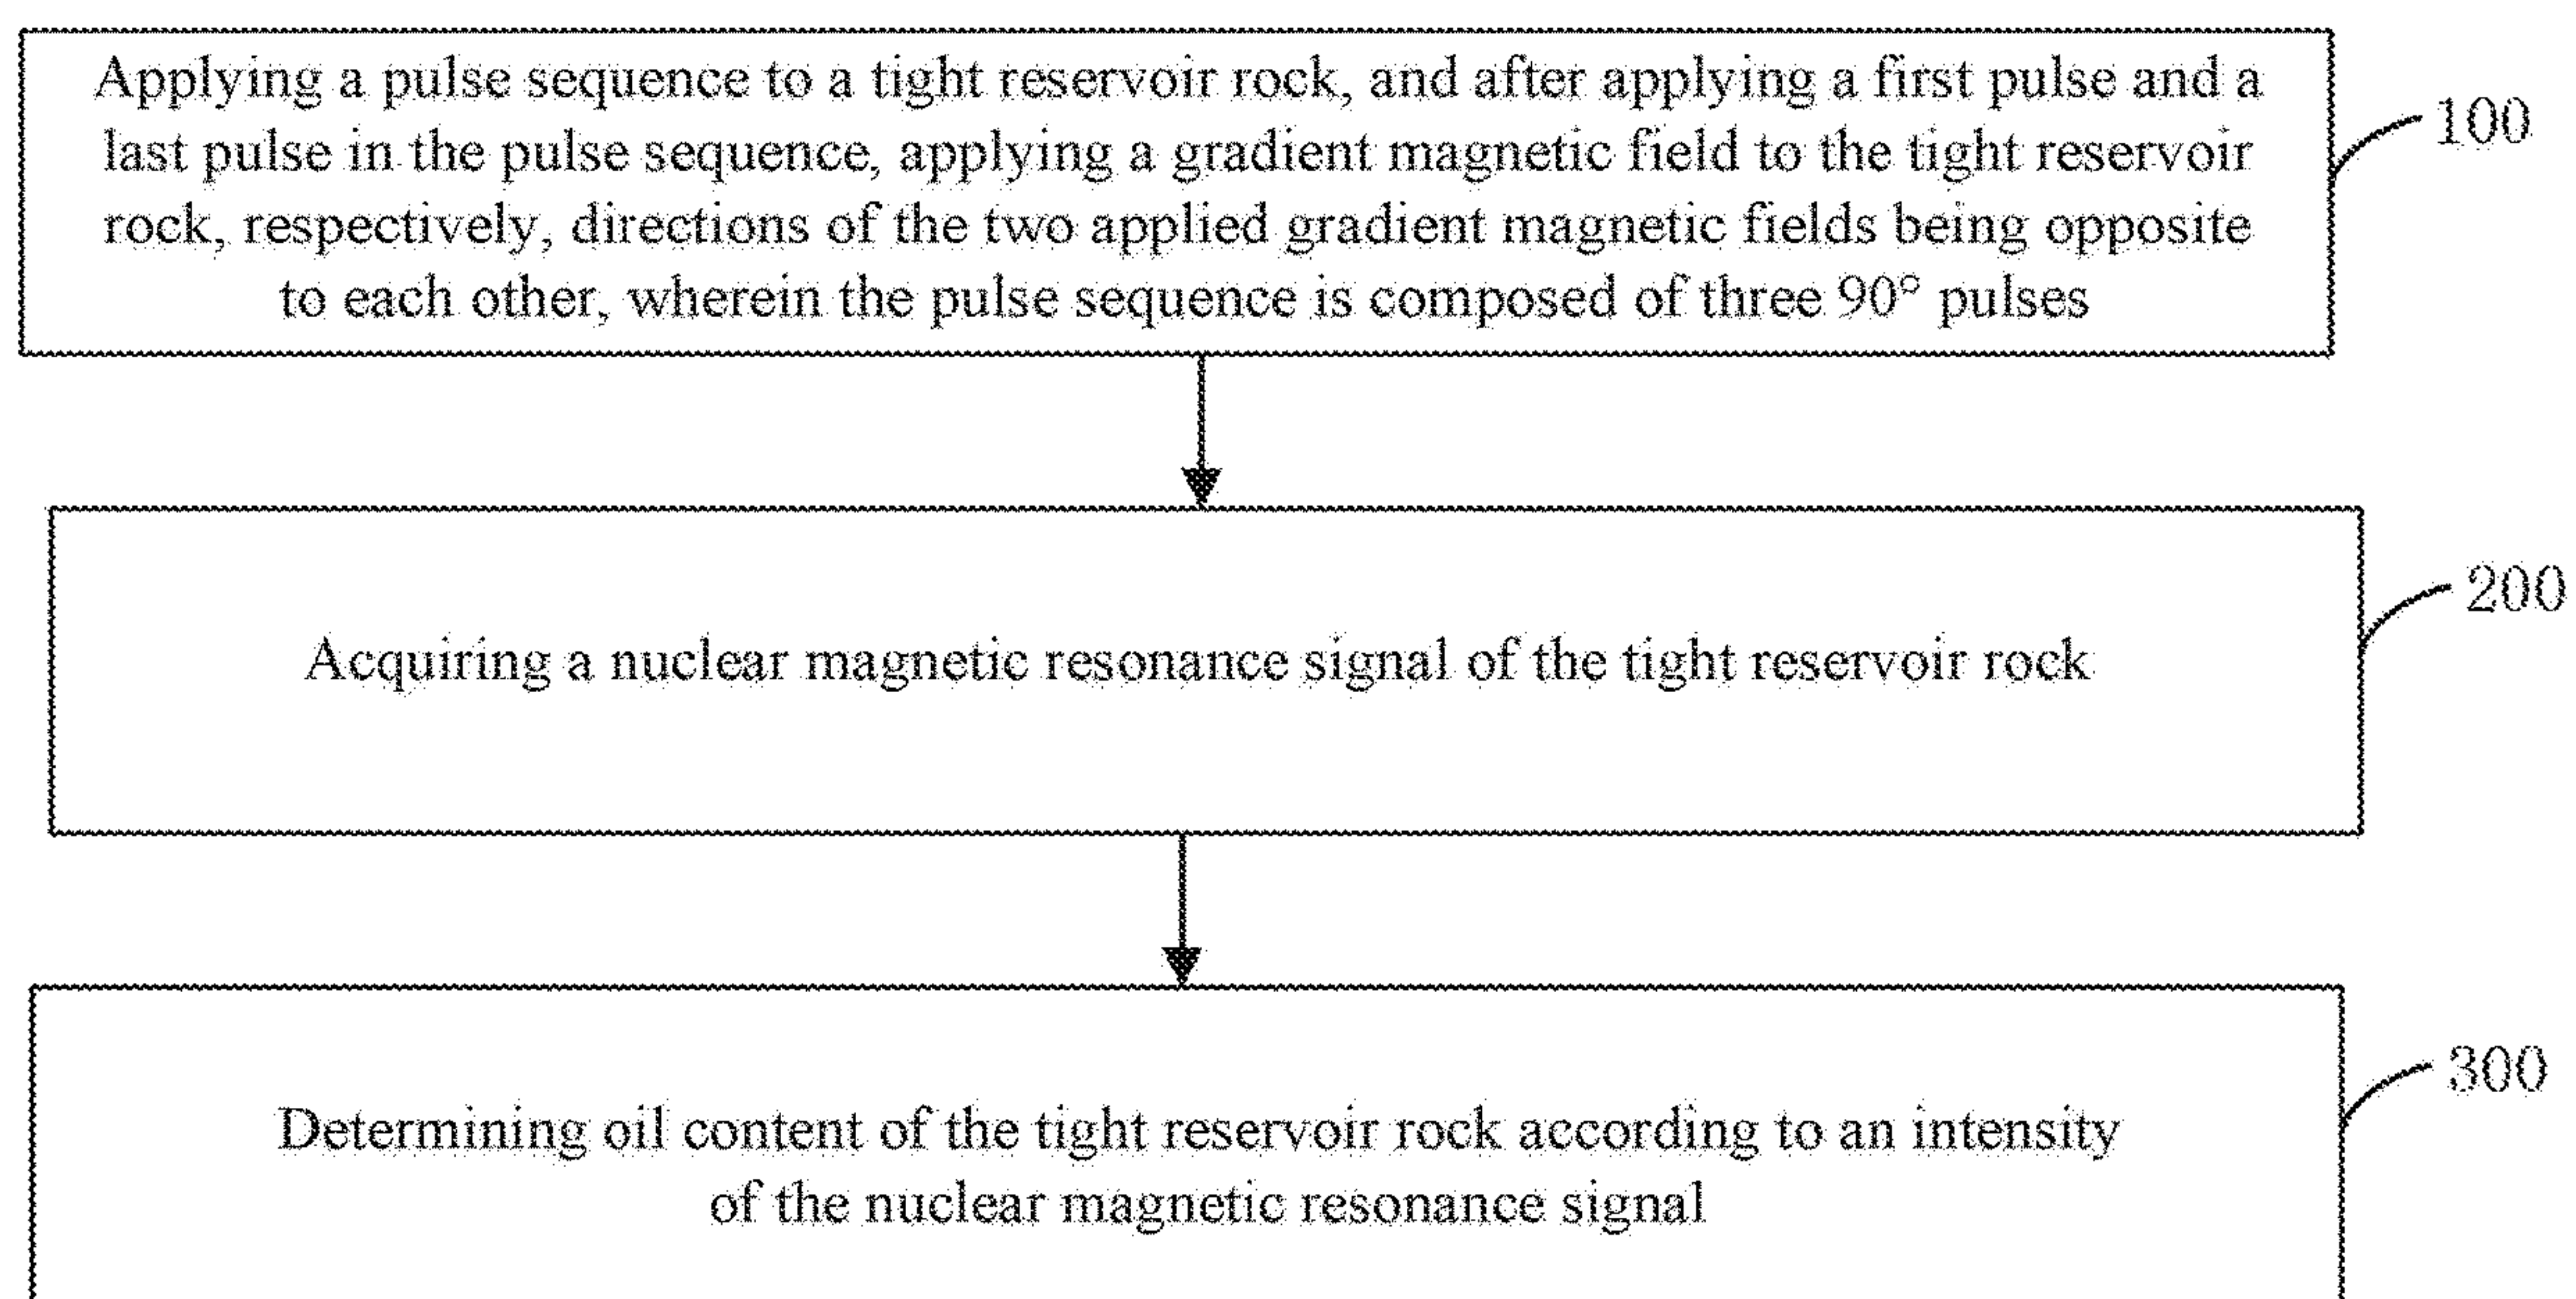 Applying a pulse sequence to a tight reservoir rock, and after applying a first pulse and a
last pulse in the pulse sequence, applying a gradient magnetic field to the tight reservoir
rock, respectively, directions of the two applied gradient magnetic fields being opposite
to each other, wherein the pulse sequence is composed of three 90° pulses
100
Acquiring a nuclear magnetic resonance signal of the tight reservoir rock
200
Determining oil content of the tight reservoir rock according to an intensity
of the nuclear magnetic resonance signal
300